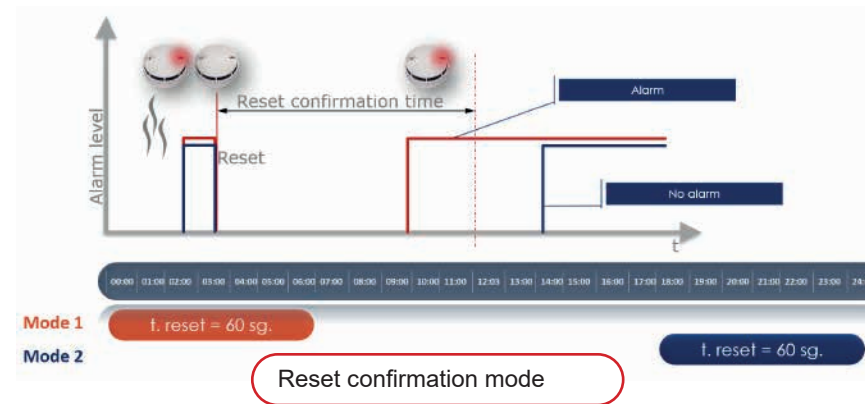 Reset confirmation time
Alarm
Alarm level
Reset
No alarm
t
00:00 01:00 02:00 03:00 04:00 05:00 06:00 07:00 08:00 09:00 10:00 11:00 12:03 13:00 14:00 15:00 16:00 17:00 18:00 19:00 20:00 21:00 22:00 23:00 24:
Mode 1
t. reset = 60 sg.
Mode 2
t. reset = 60 sg.
Reset confirmation mode